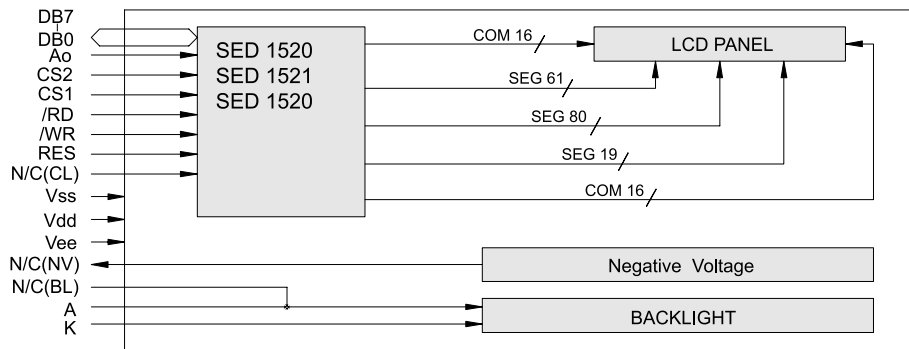 DB7
DB0
Ao
CS2
CS1
/RD
/WR
RES
N/C(CL)
Vss
Vdd
Vee
N/C(NV)
N/C(BL)
A
K
SED 1520
SED 1521
SED 1520
COM 16
SEG 61
SEG 80
SEG 19
COM 16
LCD PANEL
Negative Voltage
BACKLIGHT